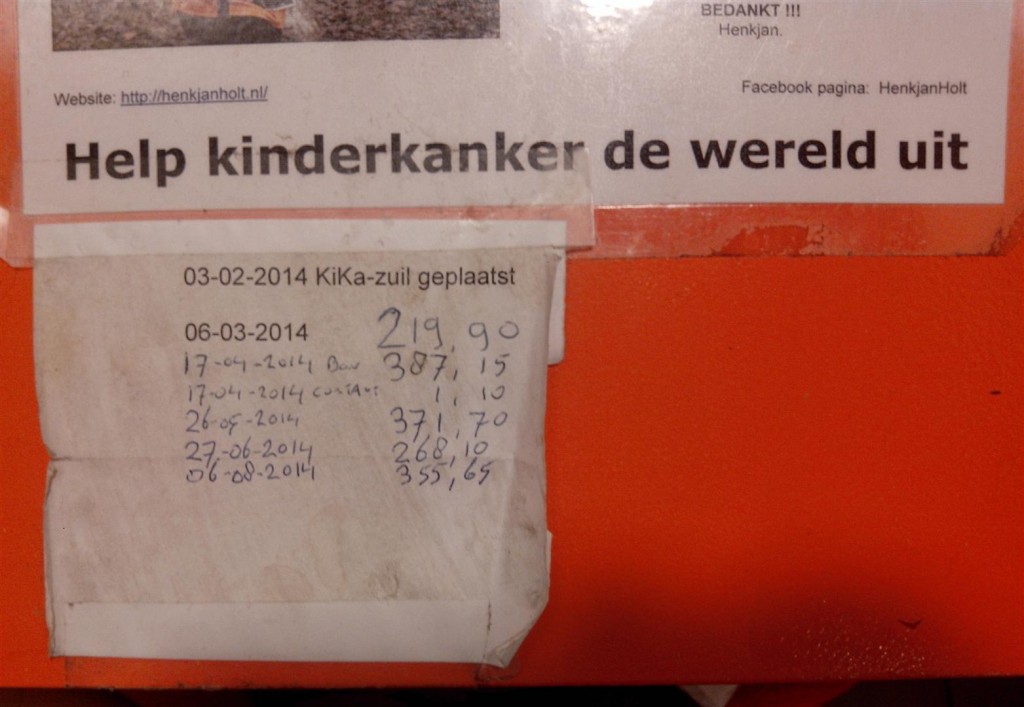 BEDANKT !!!
Henkjan.
Website: http://henkjanholt.nl/
Facebook pagina: HenkjanHolt
Help kinderkanker de wereld uit
03-02-2014 KiKa-zuil geplaatst
06-03-2014 219,90
17-04-2014 387,15
17-04-2014 1,10
26-05-2014 371,70
27-06-2014 268,10
06-08-2014 355,65